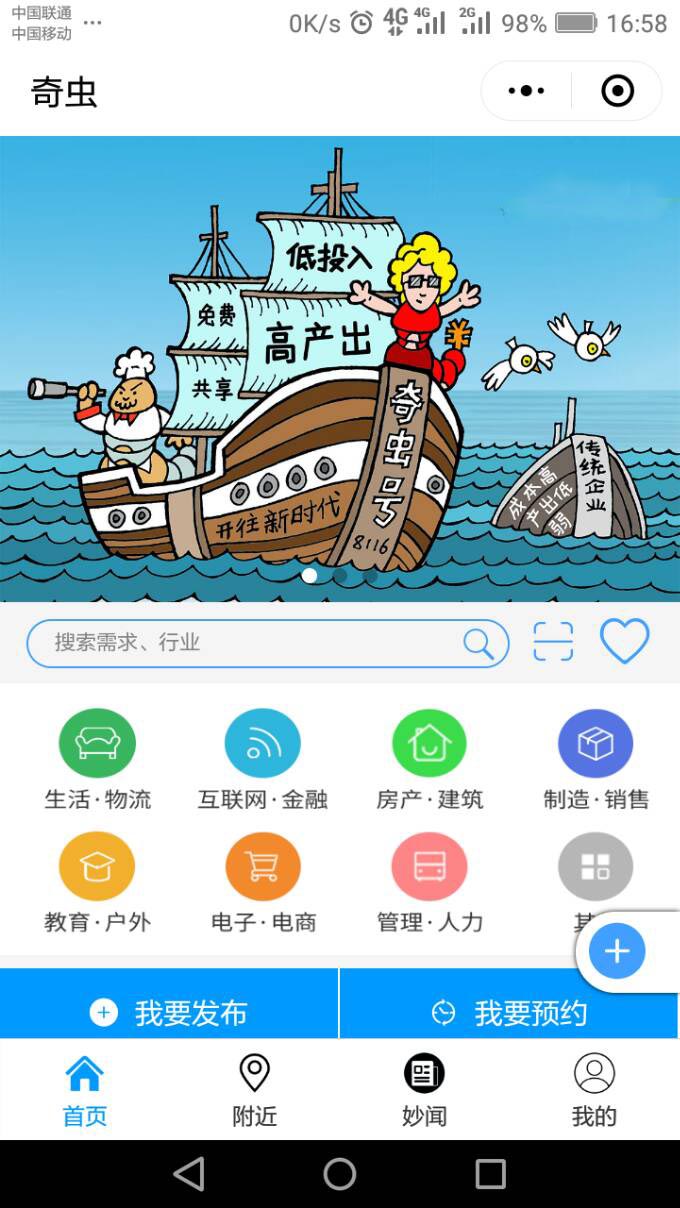 中国联通
中国移动
0K/s 4G 4G 2G 98% 16:58
奇虫
低投入
免费
高产出
共享
奇虫号
8116
开往新时代
传统企业
成本高
产出低
弱
搜索需求、行业
生活·物流 互联网·金融 房产·建筑 制造·销售
教育·户外 电子·电商 管理·人力 其
我要发布 我要预约
首页 附近 妙闻 我的